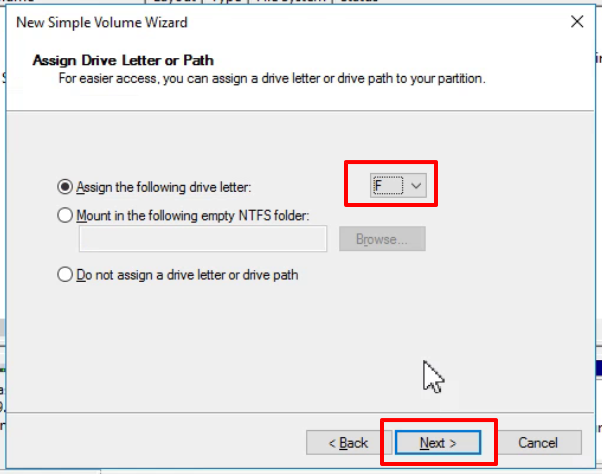 New Simple Volume Wizard
Assign Drive Letter or Path
For easier access, you can assign a drive letter or drive path to your partition.
Assign the following drive letter: F
Mount in the following empty NTFS folder:
Browse...
Do not assign a drive letter or drive path
< Back Next > Cancel